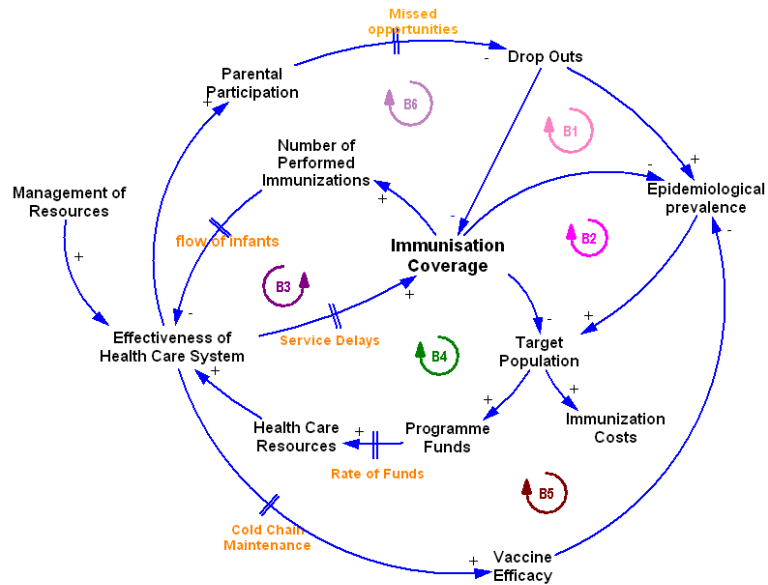 Missed
opportunities
-
Drop Outs
Parental
Participation
+
B6
B1
Number of
Performed
Immunizations
-
+
Management of
Resources
+
Epidemiological
prevalence
-
-
Immunisation
Coverage
flow of infants
B2
+
B3
+
-
+
-
Effectiveness of
Health Care System
Service Delays
B4
Target
Population
+
+
+
Health Care
Resources
+
Programme
Funds
Immunization
Costs
Rate of Funds
B5
Cold Chain
Maintenance
+
Vaccine
Efficacy